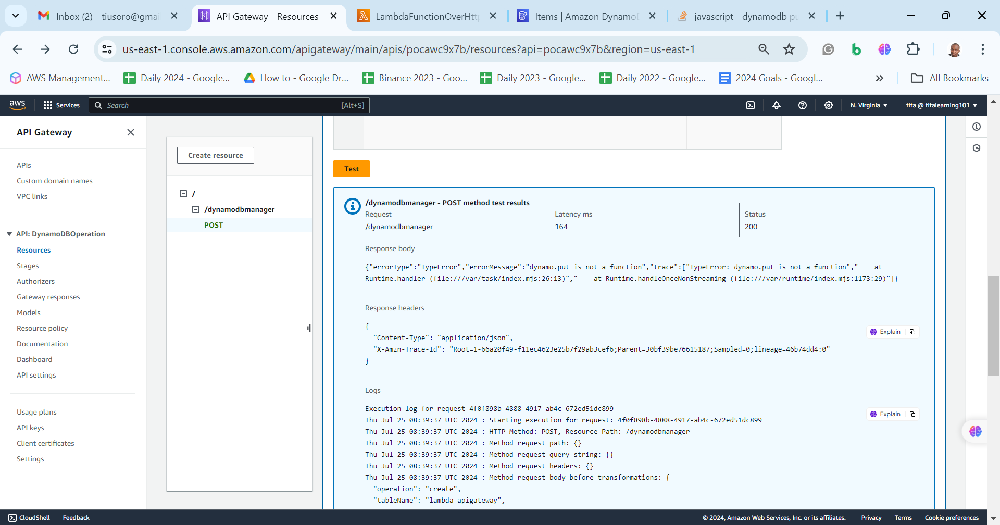 Inbox (2) - tiusoro@gmai
API Gateway - Resources
LambdaFunctionOverHtt
Items | Amazon Dynamo
javascript - dynamodb pu
us-east-1.console.aws.amazon.com/apigateway/main/apis/pocawc9x7b/resources?api=pocawc9x7b&region=us-east-1
AWS Management...
Daily 2024 - Google...
How to - Google Dr...
Binance 2023 - Goo...
Daily 2023 - Google...
Daily 2022 - Google...
2024 Goals - Googl...
All Bookmarks
aws
Services
Search
[Alt+S]
N. Virginia
tita @ titalearning101
API Gateway
APIs
Custom domain names
VPC links
API: DynamoDBOperation
Resources
Stages
Authorizers
Gateway responses
Models
Resource policy
Documentation
Dashboard
API settings
Usage plans
API keys
Client certificates
Settings
Create resource
/
/dynamodbmanager
POST
Test
/dynamodbmanager - POST method test results
Request
/dynamodbmanager
Latency ms
164
Status
200
Response body
{"errorType":"TypeError","errorMessage":"dynamo.put is not a function","trace":["TypeError: dynamo.put is not a function","    at
Runtime.handler (file:///var/task/index.mjs:26:13)","    at Runtime.handleOnceNonStreaming (file:///var/runtime/index.mjs:1173:29)"]}
Response headers
{
"Content-Type": "application/json",
"X-Amzn-Trace-Id": "Root=1-66a20f49-f11ec4623e25b7f29ab3cef6;Parent=30bf39be76615187;Sampled=0;lineage=46b74dd4:0"
}
Explain
Logs
Execution log for request 4f0f898b-4888-4917-ab4c-672ed51dc899
Thu Jul 25 08:39:37 UTC 2024 : Starting execution for request: 4f0f898b-4888-4917-ab4c-672ed51dc899
Thu Jul 25 08:39:37 UTC 2024 : HTTP Method: POST, Resource Path: /dynamodbmanager
Thu Jul 25 08:39:37 UTC 2024 : Method request path: {}
Thu Jul 25 08:39:37 UTC 2024 : Method request query string: {}
Thu Jul 25 08:39:37 UTC 2024 : Method request headers: {}
Thu Jul 25 08:39:37 UTC 2024 : Method request body before transformations: {
"operation": "create",
"tableName": "lambda-apigateway",
Explain
CloudShell
Feedback
© 2024, Amazon Web Services, Inc. or its affiliates.
Privacy
Terms
Cookie preferences